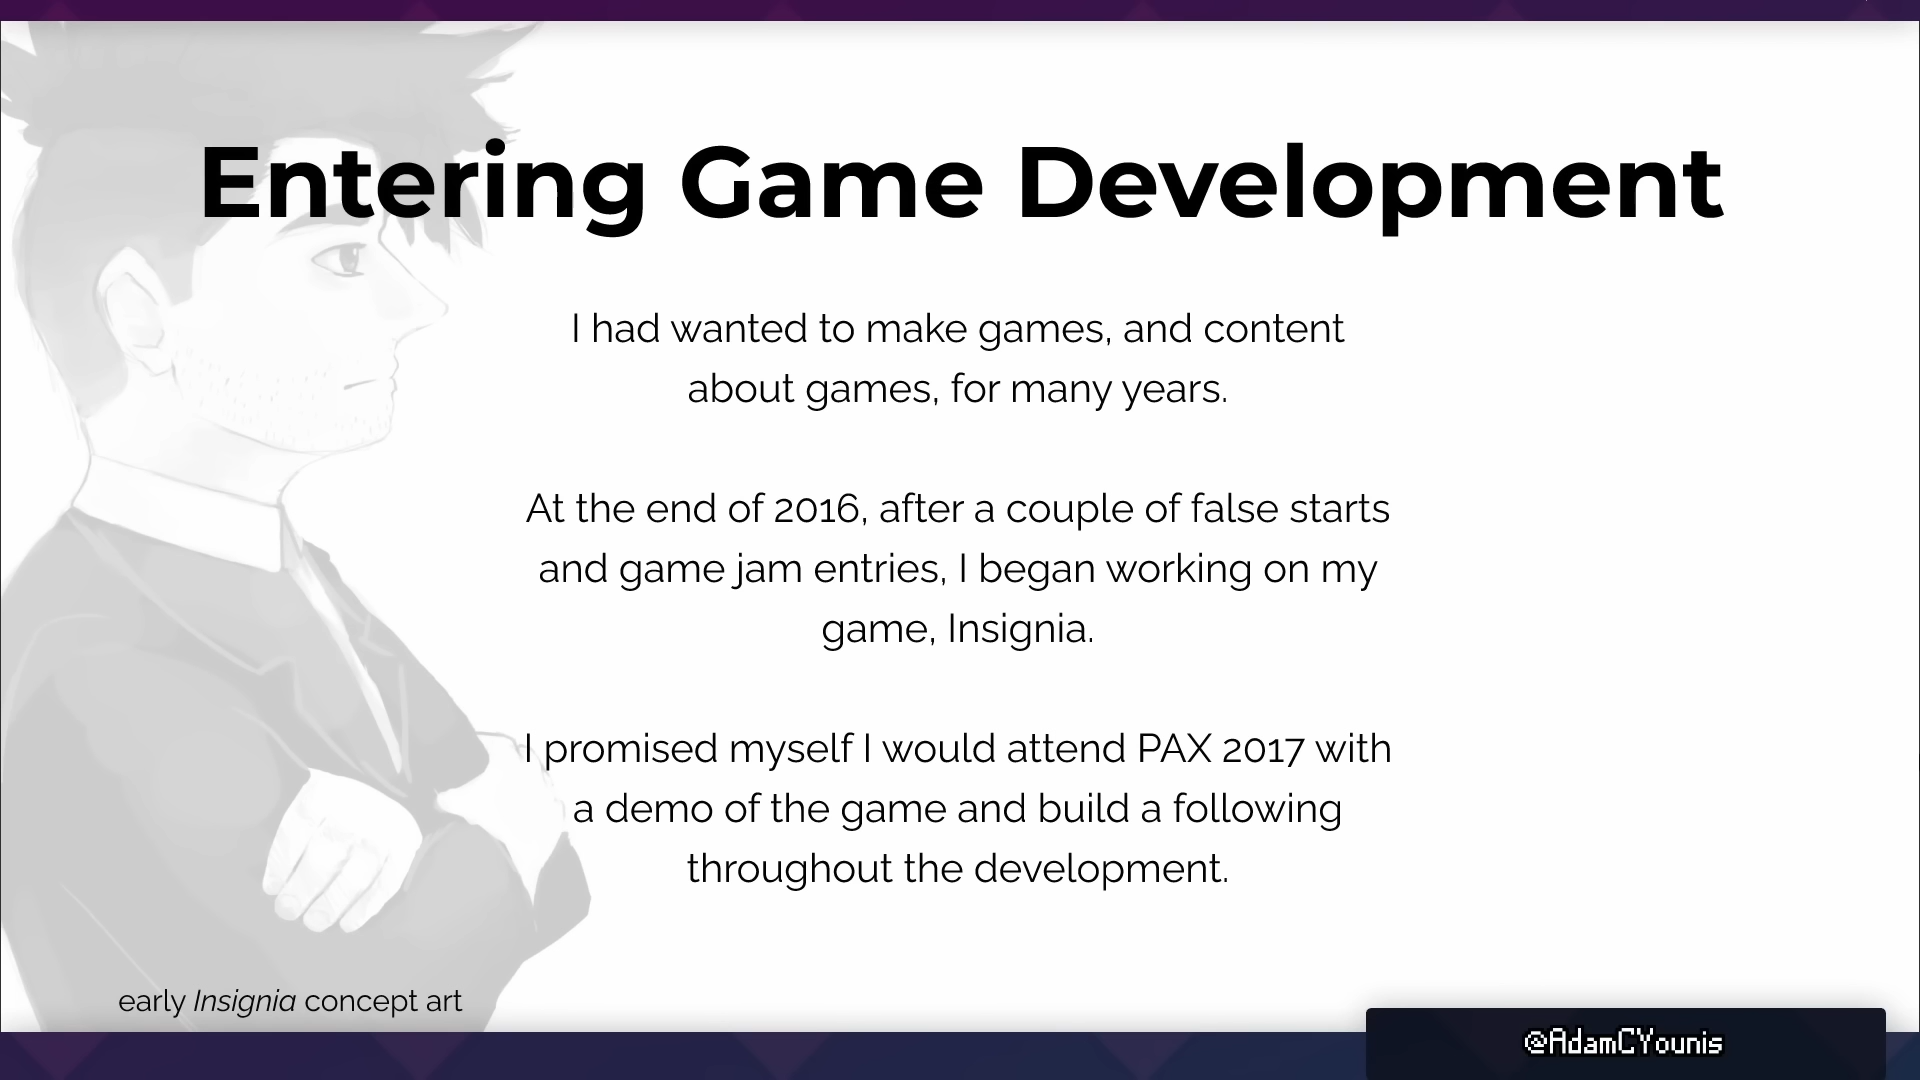 Entering Game Development
I had wanted to make games, and content
about games, for many years.
At the end of 2016, after a couple of false starts
and game jam entries, I began working on my
game, Insignia.
I promised myself I would attend PAX 2017 with
a demo of the game and build a following
throughout the development.
early Insignia concept art
@AdamCYounis